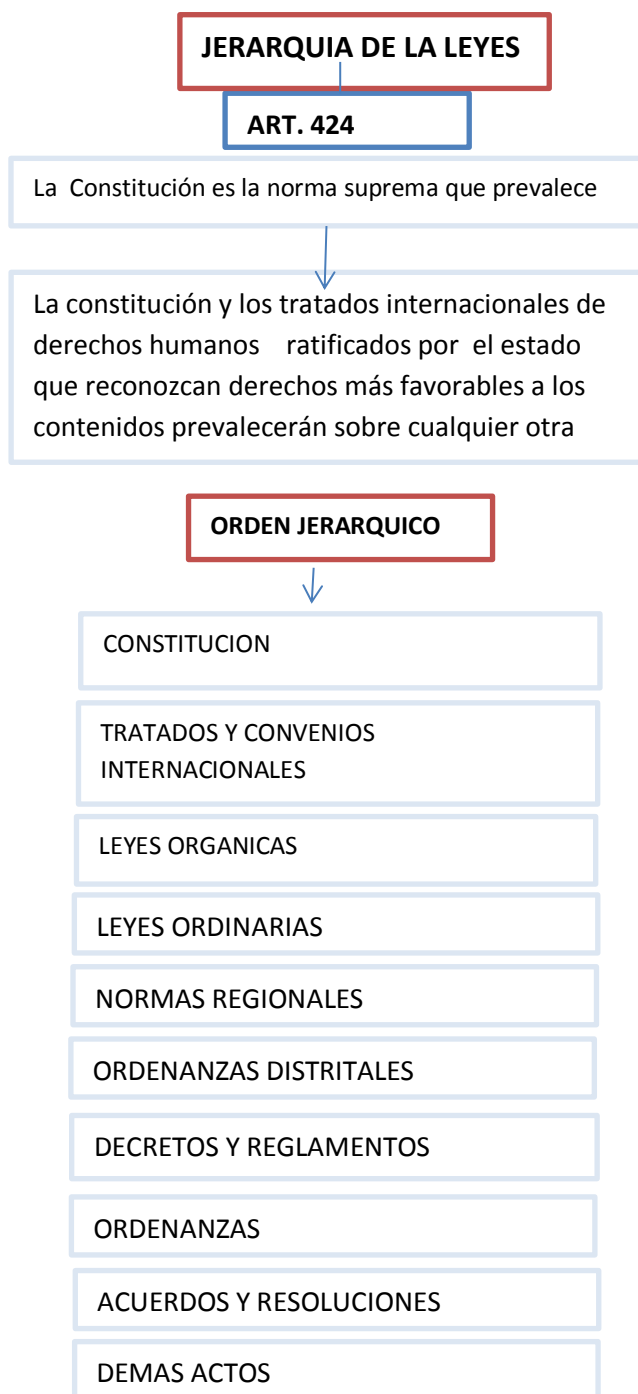 JERARQUIA DE LA LEYES
ART. 424
La Constitución es la norma suprema que prevalece
La constitución y los tratados internacionales de
derechos humanos ratificados por el estado
que reconozcan derechos más favorables a los
contenidos prevalecerán sobre cualquier otra
ORDEN JERARQUICO
CONSTITUCION
TRATADOS Y CONVENIOS
INTERNACIONALES
LEYES ORGANICAS
LEYES ORDINARIAS
NORMAS REGIONALES
ORDENANZAS DISTRITALES
DECRETOS Y REGLAMENTOS
ORDENANZAS
ACUERDOS Y RESOLUCIONES
DEMAS ACTOS